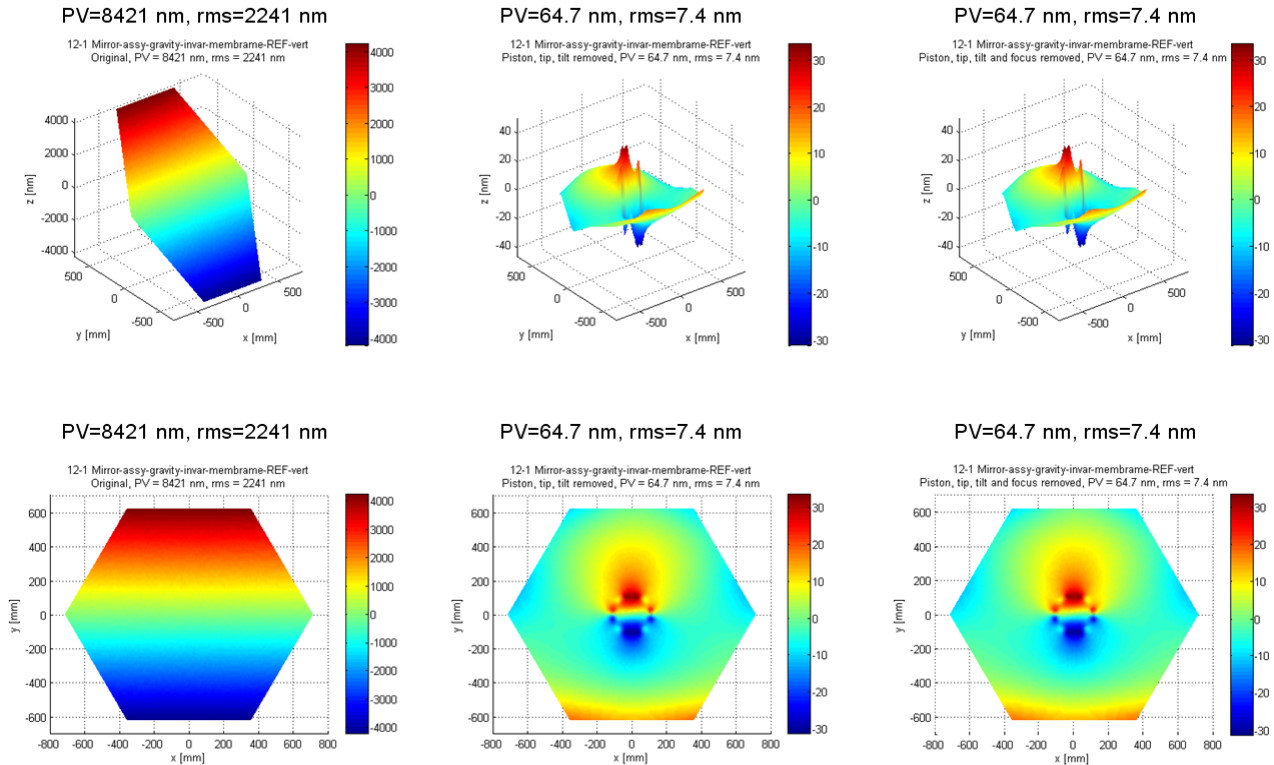 PV=8421 nm, rms=2241 nm
12-1 Mirror-assy-gravity-invar-membrame-REF-vert
Original, PV = 8421 nm, rms = 2241 nm
4000
2000
0
-2000
-4000
z [nm]
500
0
-500
y [mm]
-500
0
500
x [mm]
4000
3000
2000
1000
0
-1000
-2000
-3000
-4000
PV=64.7 nm, rms=7.4 nm
12-1 Mirror-assy-gravity-invar-membrame-REF-vert
Piston, tip, tilt removed, PV = 64.7 nm, rms = 7.4 nm
40
20
0
-20
-40
z [nm]
500
0
-500
y [mm]
-500
0
500
x [mm]
30
20
10
0
-10
-20
-30
PV=64.7 nm, rms=7.4 nm
12-1 Mirror-assy-gravity-invar-membrame-REF-vert
Piston, tip, tilt and focus removed, PV = 64.7 nm, rms = 7.4 nm
40
20
0
-20
-40
z [nm]
500
0
-500
y [mm]
-500
0
500
x [mm]
30
20
10
0
-10
-20
-30
PV=8421 nm, rms=2241 nm
12-1 Mirror-assy-gravity-invar-membrame-REF-vert
Original, PV = 8421 nm, rms = 2241 nm
600
400
200
0
-200
-400
-600
y [mm]
-800 -600 -400 -200 0 200 400 600 800
x [mm]
4000
3000
2000
1000
0
-1000
-2000
-3000
-4000
PV=64.7 nm, rms=7.4 nm
12-1 Mirror-assy-gravity-invar-membrame-REF-vert
Piston, tip, tilt removed, PV = 64.7 nm, rms = 7.4 nm
600
400
200
0
-200
-400
-600
y [mm]
-800 -600 -400 -200 0 200 400 600 800
x [mm]
30
20
10
0
-10
-20
-30
PV=64.7 nm, rms=7.4 nm
12-1 Mirror-assy-gravity-invar-membrame-REF-vert
Piston, tip, tilt and focus removed, PV = 64.7 nm, rms = 7.4 nm
600
400
200
0
-200
-400
-600
y [mm]
-800 -600 -400 -200 0 200 400 600 800
x [mm]
30
20
10
0
-10
-20
-30